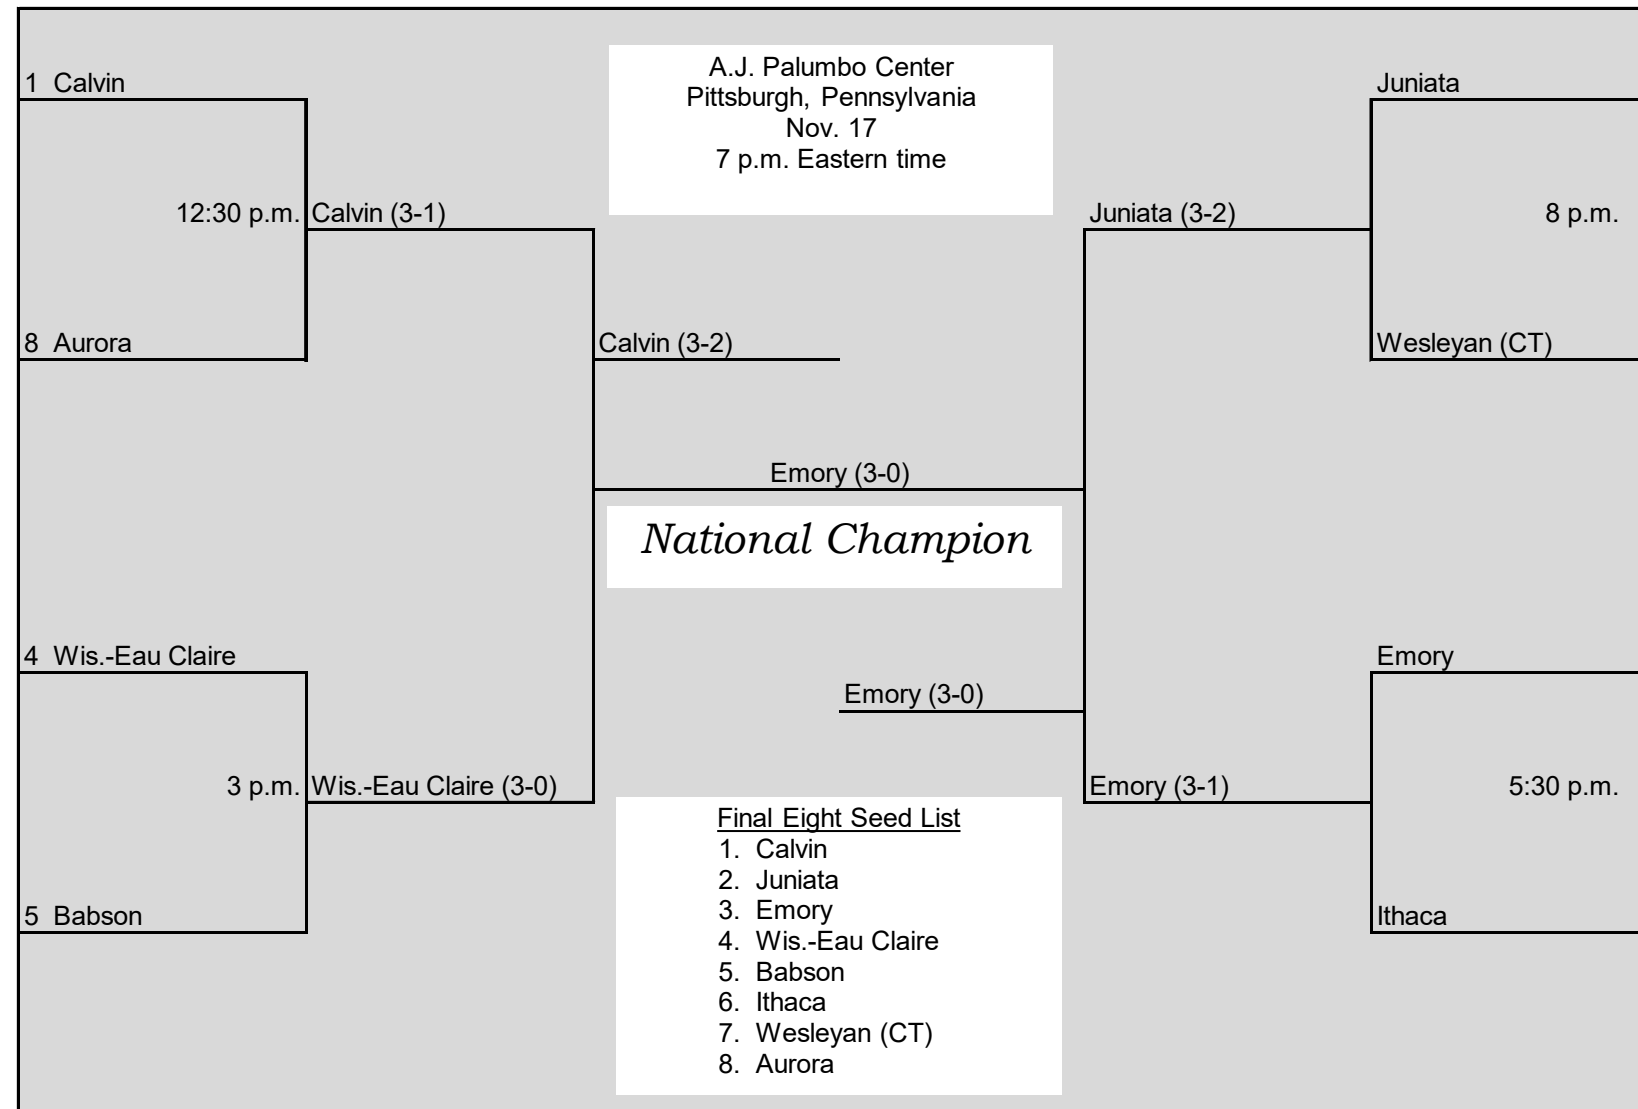 A.J. Palumbo Center
Pittsburgh, Pennsylvania
Nov. 17
7 p.m. Eastern time
1 Calvin
12:30 p.m.
8 Aurora
Calvin (3-1)
4 Wis.-Eau Claire
3 p.m.
5 Babson
Wis.-Eau Claire (3-0)
Calvin (3-2)
Emory (3-0)
National Champion
Emory (3-0)
Juniata (3-2)
Juniata
8 p.m.
Wesleyan (CT)
Emory (3-1)
Emory
5:30 p.m.
Ithaca
Final Eight Seed List
1. Calvin
2. Juniata
3. Emory
4. Wis.-Eau Claire
5. Babson
6. Ithaca
7. Wesleyan (CT)
8. Aurora